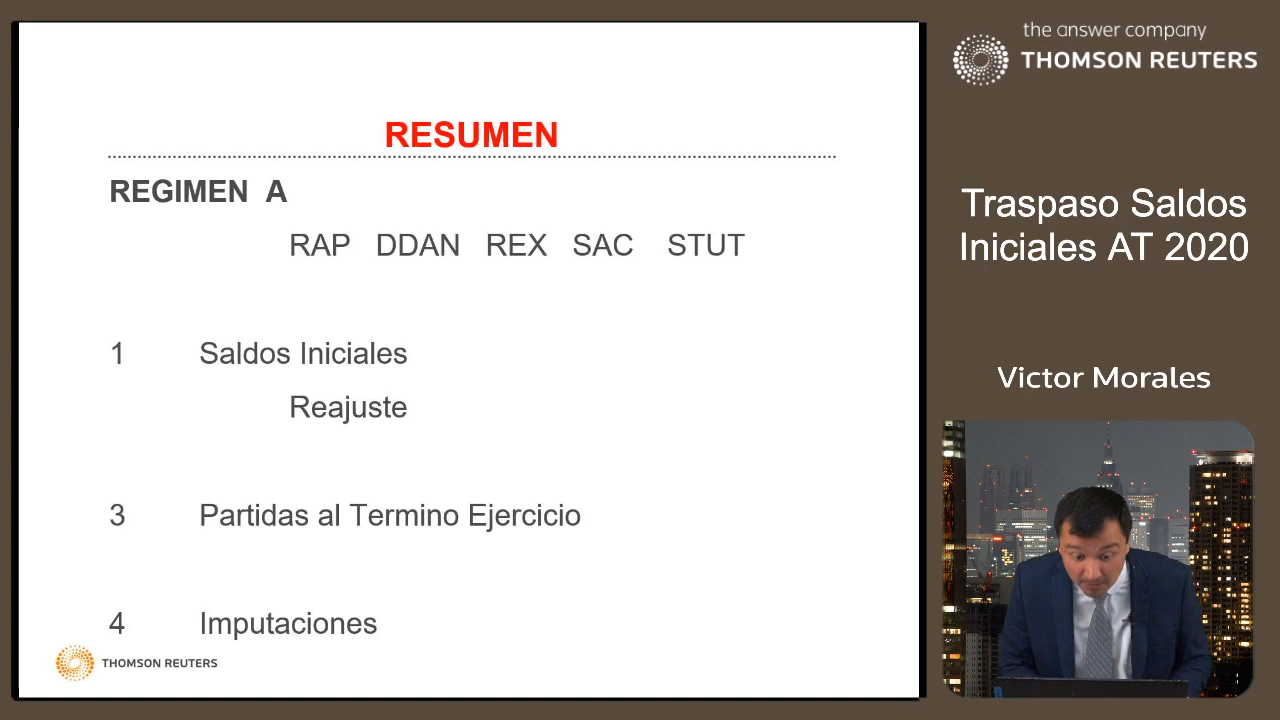 RESUMEN
REGIMEN A
RAP DDAN REX SAC STUT
1 Saldos Iniciales
Reajuste
3 Partidas al Termino Ejercicio
4 Imputaciones
THOMSON REUTERS
the answer company
THOMSON REUTERS
Traspaso Saldos
Iniciales AT 2020
Victor Morales